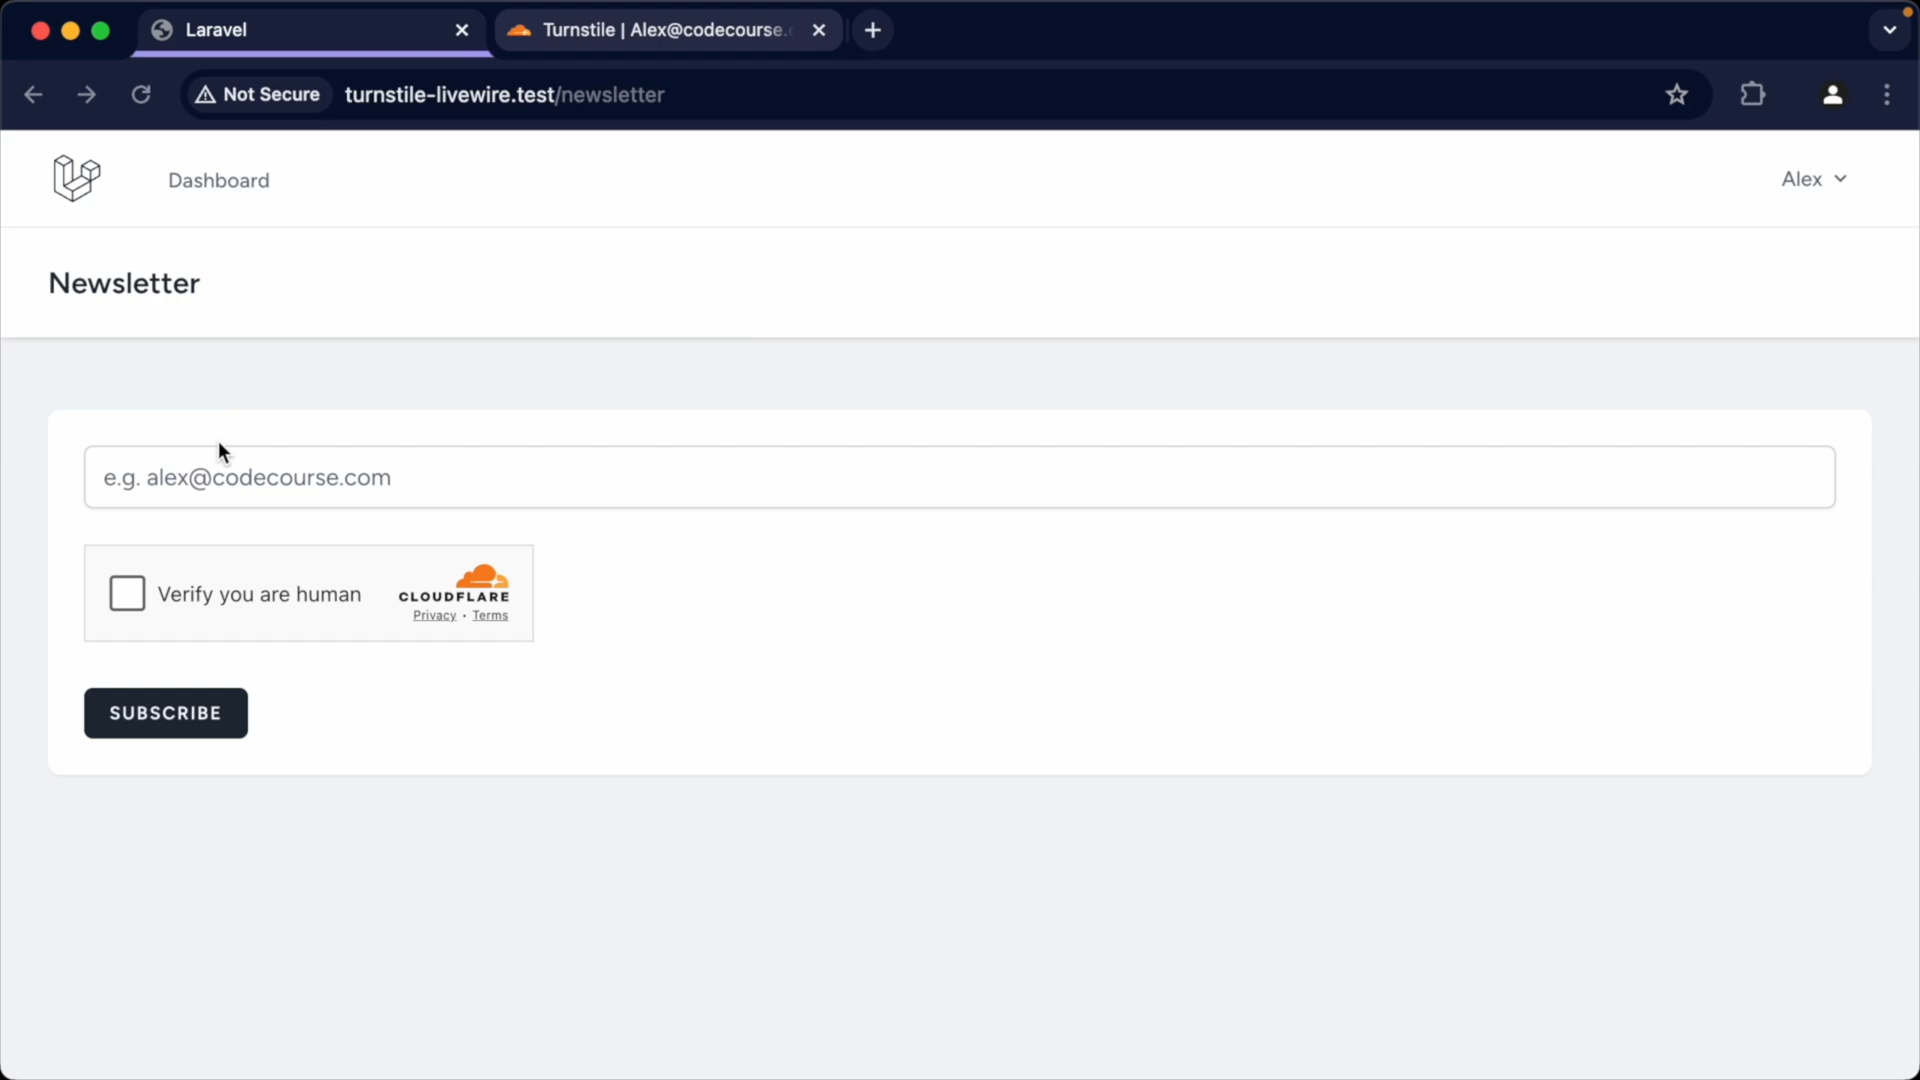 Laravel
Turnstile | Alex@codecourse.
Not Secure
turnstile-livewire.test/newsletter
Dashboard
Alex
Newsletter
e.g. alex@codecourse.com
Verify you are human
CLOUDFLARE
Privacy • Terms
SUBSCRIBE